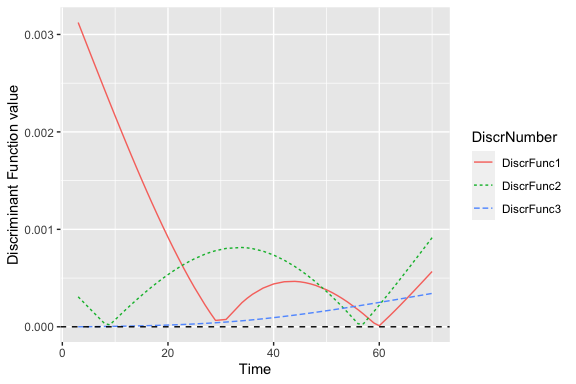 0.003
0.002
0.001
0.000
Discriminant Function value
0
20
40
60
Time
DiscrNumber
DiscrFunc1
DiscrFunc2
DiscrFunc3